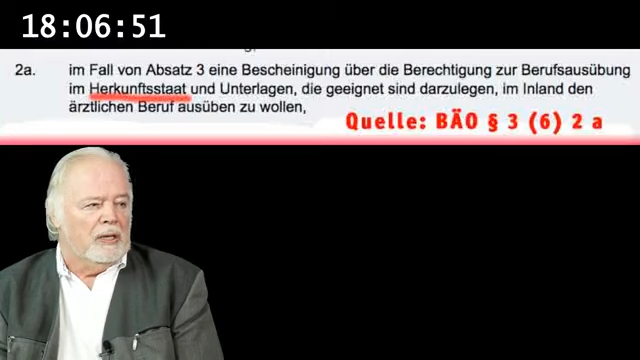 18:06:51
2a. im Fall von Absatz 3 eine Bescheinigung über die Berechtigung zur Berufsausübung
im Herkunftsstaat und Unterlagen, die geeignet sind darzulegen, im Inland den
ärztlichen Beruf ausüben zu wollen,
Quelle: BÄO § 3 (6) 2 a